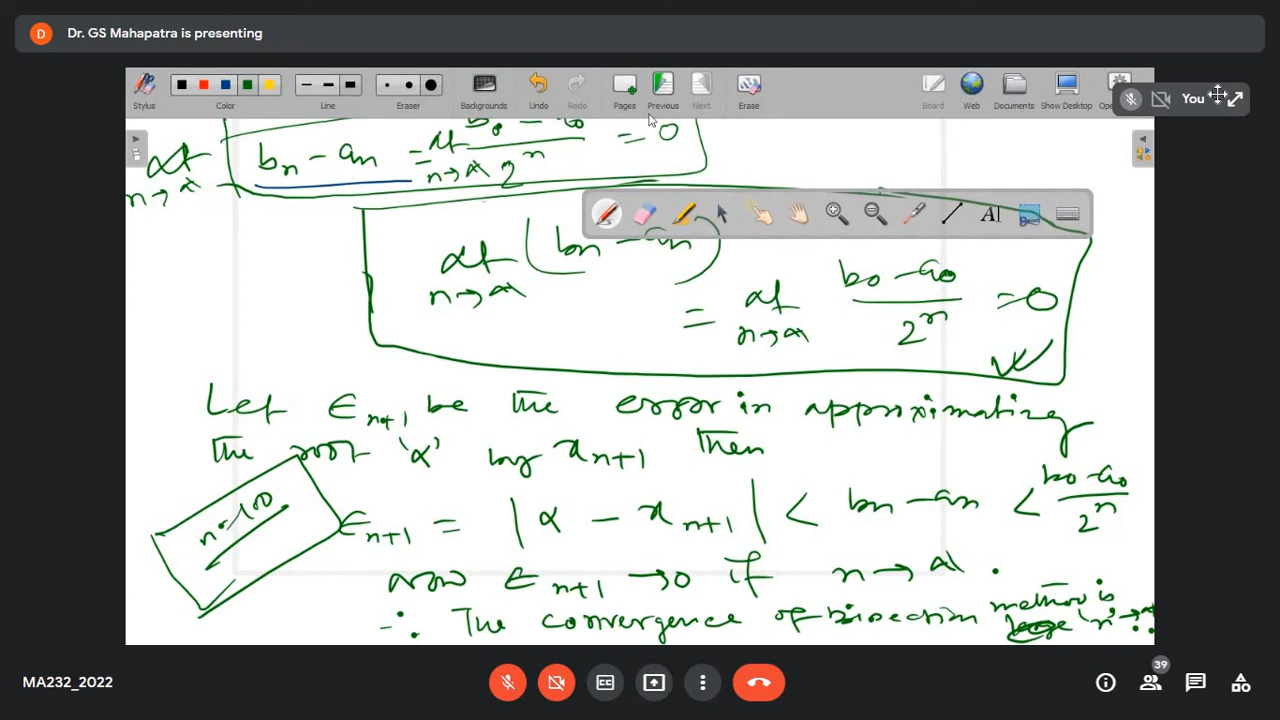 Dr. GS Mahapatra is presenting
Stylus Color Line Eraser Backgrounds Undo Redo Pages Previous Next Erase Board Web Documents Show Desktop
You
bn - an = lt n→∞ b0 - a0 / 2^n = 0
lt n→∞
lt n→∞ (bn - an)
= lt n→∞ b0 - a0 / 2^n = 0
Let ϵn+1 be the error in approximating
the root 'α' by xn+1 then
n=100
ϵn+1 = |α - xn+1| < bn - an < b0 - a0 / 2^n
now ϵn+1 → 0 if n → ∞.
∴ The convergence of bisection method is
'n' → ∞
MA232_2022
CC
39